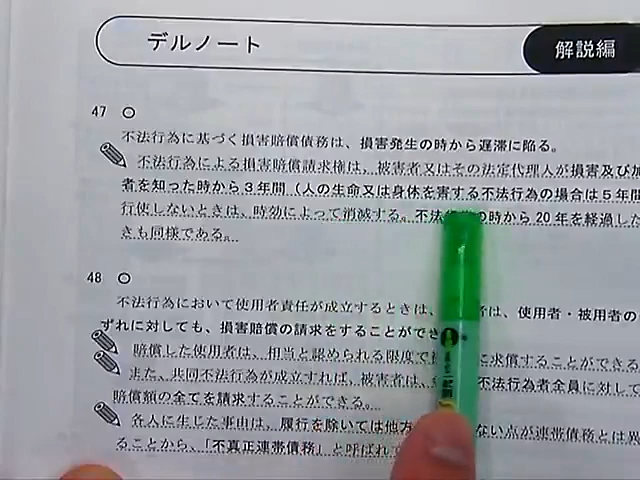 デルノート
解説編
47 ○
不法行為に基づく損害賠償債務は、損害発生の時から遅滞に陥る。
不法行為による損害賠償請求権は、被害者又はその法定代理人が損害及び加
者を知った時から3年間（人の生命又は身体を害する不法行為の場合は5年間
行使しないときは、時効によって消滅する。不法 の時から20年を経過した
きも同様である。
48 ○
不法行為において使用者責任が成立するときは、 者は、使用者・被用者の
ずれに対しても、損害賠償の請求をすることができ
賠償した使用者は、相当と認められる限度で に求償することができる
また、共同不法行為が成立すれば、被害者は、 不法行為者全員に対して
賠償額の全てを請求することができる。
各人に生じた事由は、履行を除いては他方 ない点が連帯債務とは異
ることから、「不真正連帯債務」と呼ばれて